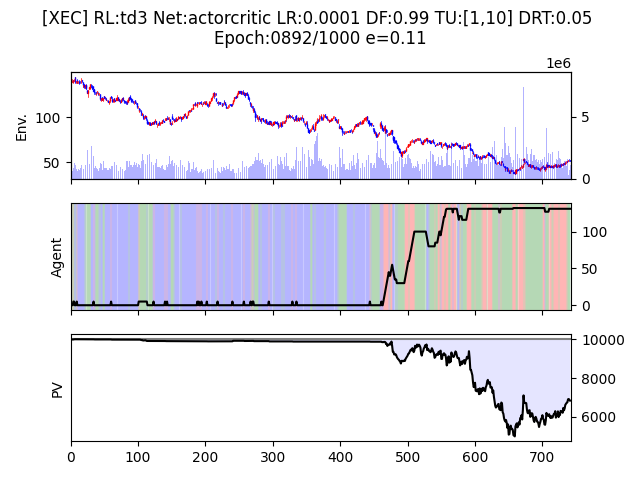 [XEC] RL:td3 Net:actorcritic LR:0.0001 DF:0.99 TU:[1,10] DRT:0.05
Epoch:0892/1000 e=0.11
1e6
Env.
100
50
5
0
Agent
100
50
0
PV
10000
8000
6000
0 100 200 300 400 500 600 700